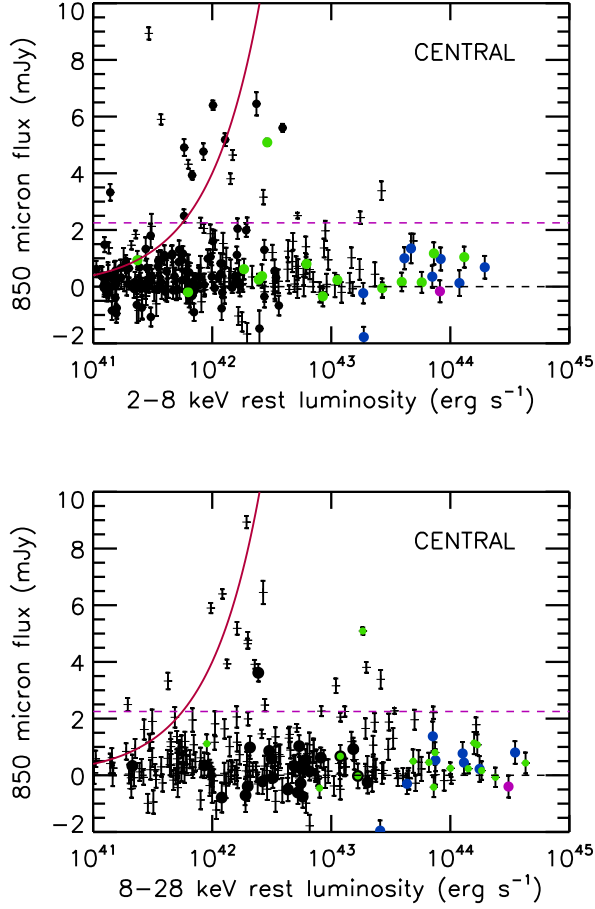 10
8
6
4
2
0
−2
850 micron flux (mJy)
CENTRAL
10^41 10^42 10^43 10^44 10^45
2−8 keV rest luminosity (erg s^−1)
10
8
6
4
2
0
−2
850 micron flux (mJy)
CENTRAL
10^41 10^42 10^43 10^44 10^45
8−28 keV rest luminosity (erg s^−1)